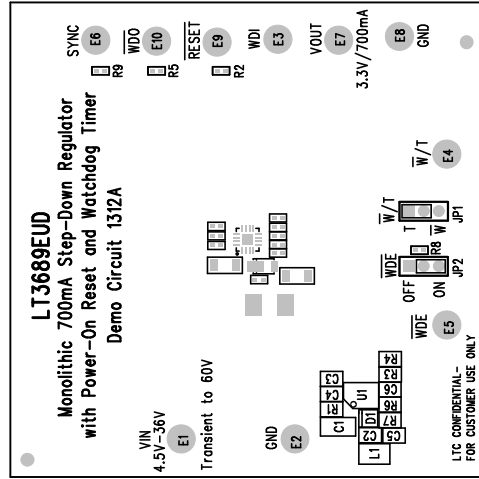 LT3689EUD
Monolithic 700mA Step-Down Regulator
with Power-On Reset and Watchdog Timer
Demo Circuit 1312A
SYNC
E6
R9
WDO
E10
R5
RESET
E9
R2
WDI
E3
VOUT
E7
3.3V/700mA
E8
GND
VIN
4.5V-36V
E1
Transient to 60V
GND
E2
W/T
E4
W/T
T
W
JP1
R8
WDE
OFF
ON
JP2
WDE
E5
C3
C4
R1
C1
U1
D1
C2
L1
R4
R3
C6
R6
R7
C5
LTC CONFIDENTIAL-
FOR CUSTOMER USE ONLY